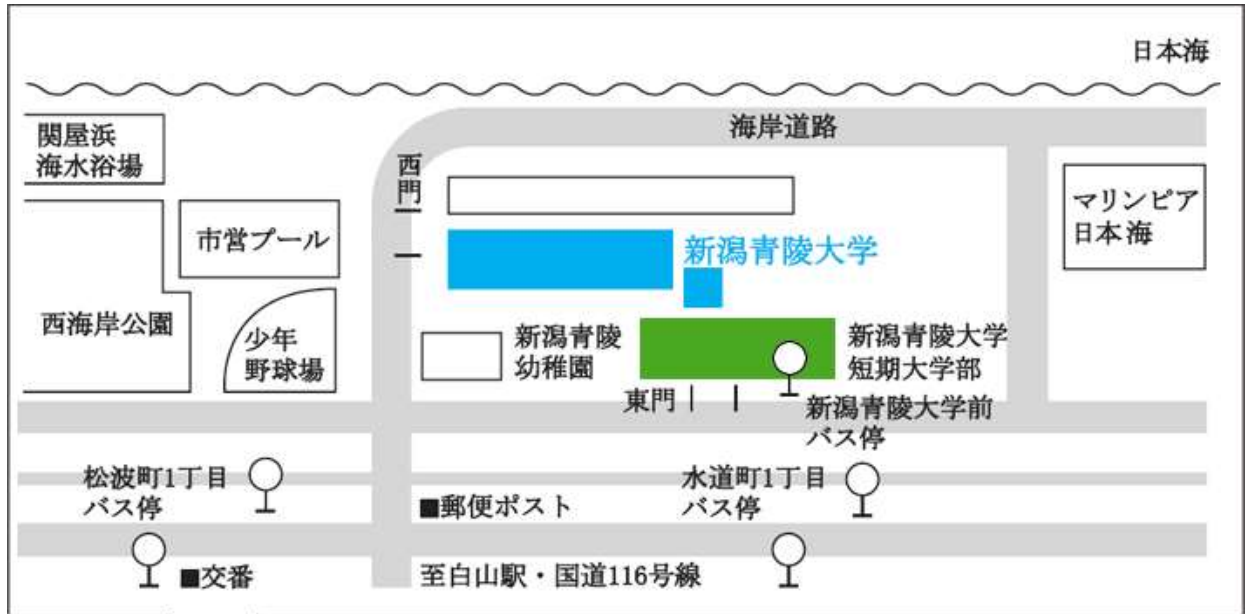 日本海
海岸道路
関屋浜
海水浴場
西門
マリンピア
日本海
市営プール
新潟青陵大学
西海岸公園
少年
野球場
新潟青陵
幼稚園
新潟青陵大学
短期大学部
東門
新潟青陵大学前
バス停
松波町1丁目
バス停
水道町1丁目
バス停
■郵便ポスト
■交番
至白山駅・国道116号線